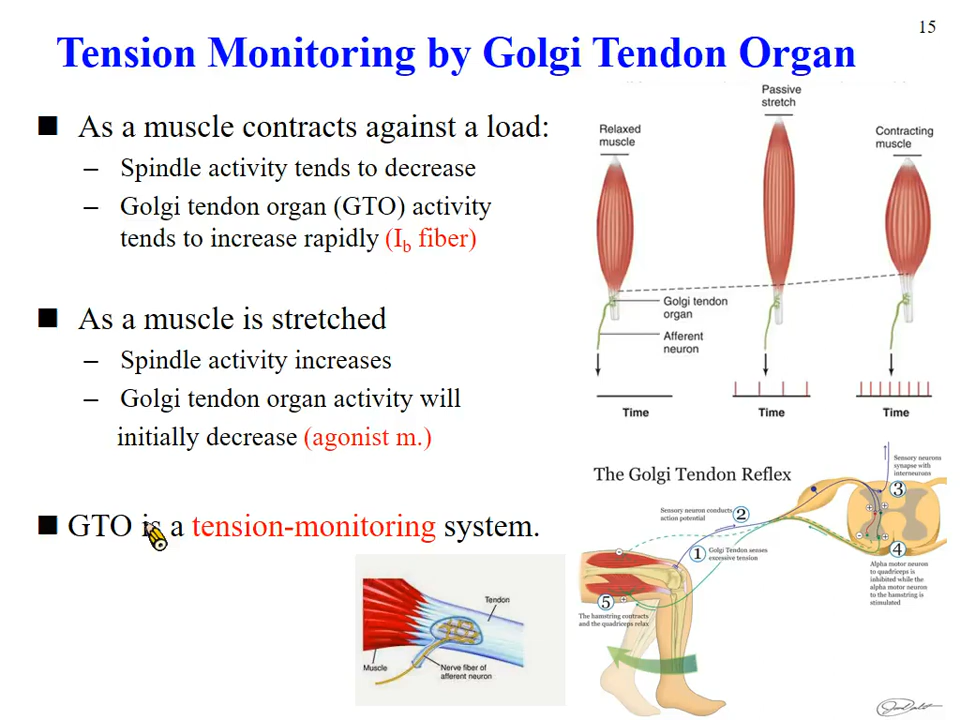 15
Tension Monitoring by Golgi Tendon Organ
■ As a muscle contracts against a load:
– Spindle activity tends to decrease
– Golgi tendon organ (GTO) activity
tends to increase rapidly (Ib fiber)
■ As a muscle is stretched
– Spindle activity increases
– Golgi tendon organ activity will
initially decrease (agonist m.)
■ GTO is a tension-monitoring system.
Relaxed
muscle
Passive
stretch
Contracting
muscle
Golgi tendon
organ
Afferent
neuron
Time
Time
Time
The Golgi Tendon Reflex
Sensory neurons
synapse with
interneurons
3
Sensory neuron conducts
action potential
2
1
Golgi Tendon senses
excessive tension
4
Alpha motor neuron
to quadriceps is
inhibited while the
alpha motor neuron
to the hamstring is
stimulated
5
The hamstring contracts
and the quadriceps relax
Tendon
Muscle
Nerve fiber of
afferent neuron